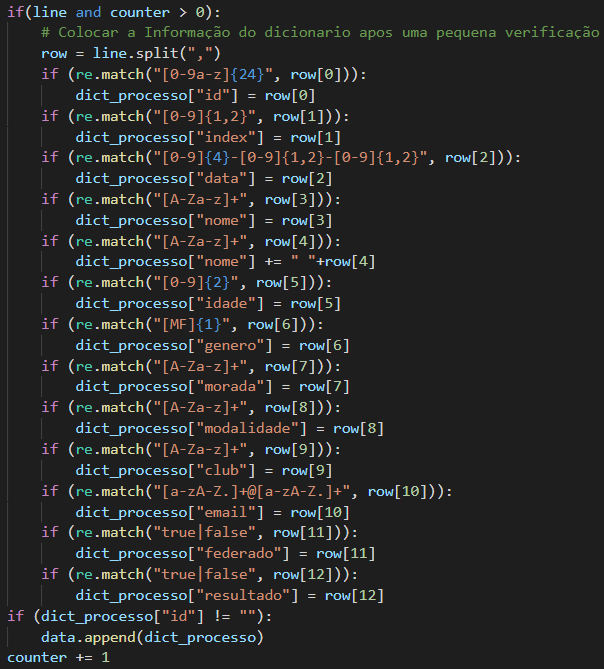 if(line and counter > 0):
# Colocar a Informação do dicionario apos uma pequena verificação
row = line.split(",")
if (re.match("[0-9a-z]{24}", row[0])):
dict_processo["id"] = row[0]
if (re.match("[0-9]{1,2}", row[1])):
dict_processo["index"] = row[1]
if (re.match("[0-9]{4}-[0-9]{1,2}-[0-9]{1,2}", row[2])):
dict_processo["data"] = row[2]
if (re.match("[A-Za-z]+", row[3])):
dict_processo["nome"] = row[3]
if (re.match("[A-Za-z]+", row[4])):
dict_processo["nome"] += " "+row[4]
if (re.match("[0-9]{2}", row[5])):
dict_processo["idade"] = row[5]
if (re.match("[MF]{1}", row[6])):
dict_processo["genero"] = row[6]
if (re.match("[A-Za-z]+", row[7])):
dict_processo["morada"] = row[7]
if (re.match("[A-Za-z]+", row[8])):
dict_processo["modalidade"] = row[8]
if (re.match("[A-Za-z]+", row[9])):
dict_processo["club"] = row[9]
if (re.match("[a-zA-Z.]+@[a-zA-Z.]+", row[10])):
dict_processo["email"] = row[10]
if (re.match("true|false", row[11])):
dict_processo["federado"] = row[11]
if (re.match("true|false", row[12])):
dict_processo["resultado"] = row[12]
if (dict_processo["id"] != ""):
data.append(dict_processo)
counter += 1